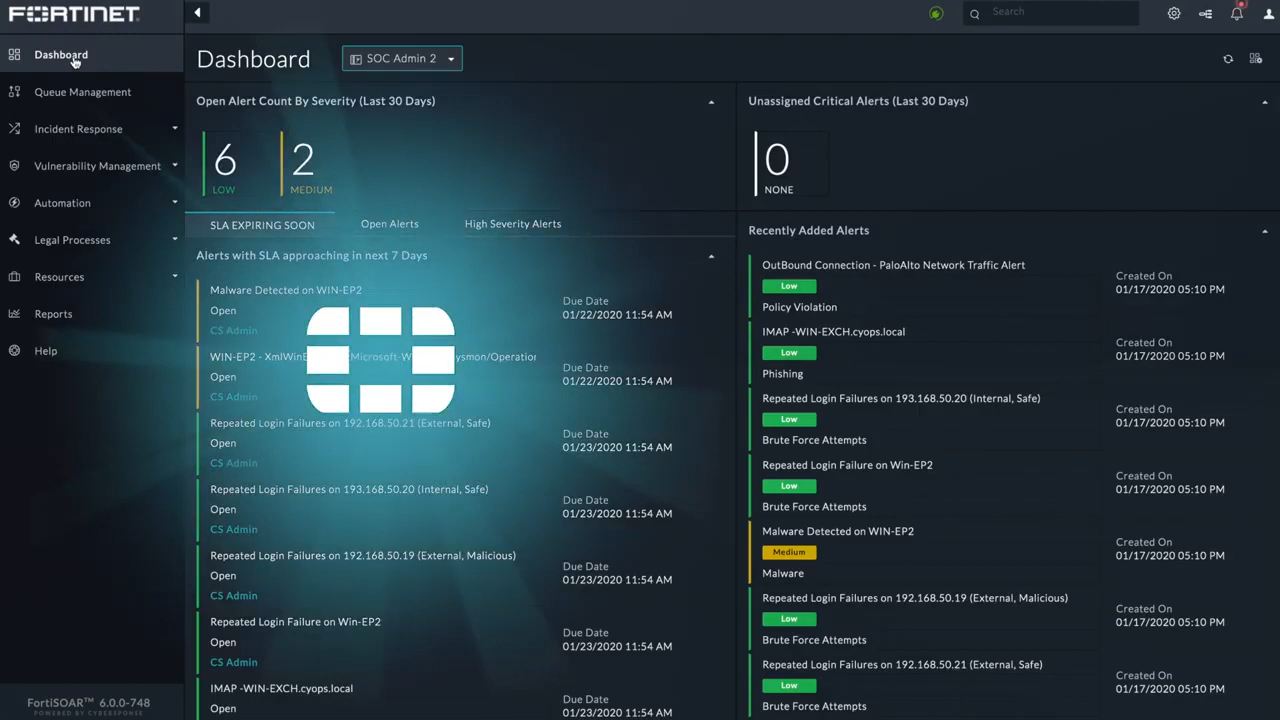 FORTINET
Search
Dashboard
Queue Management
Incident Response
Vulnerability Management
Automation
Legal Processes
Resources
Reports
Help
FortiSOAR™ 6.0.0-748
POWERED BY CYBERSPONSE
Dashboard
SOC Admin 2
Open Alert Count By Severity (Last 30 Days)
6
LOW
2
MEDIUM
SLA EXPIRING SOON
Open Alerts
High Severity Alerts
Alerts with SLA approaching in next 7 Days
Malware Detected on WIN-EP2
Open
CS Admin
Due Date
01/22/2020 11:54 AM
WIN-EP2 - XmlWinE Microsoft-W ysmon/Operation
Open
CS Admin
Due Date
01/22/2020 11:54 AM
Repeated Login Failures on 192.168.50.21 (External, Safe)
Open
CS Admin
Due Date
01/23/2020 11:54 AM
Repeated Login Failures on 193.168.50.20 (Internal, Safe)
Open
CS Admin
Due Date
01/23/2020 11:54 AM
Repeated Login Failures on 192.168.50.19 (External, Malicious)
Open
CS Admin
Due Date
01/23/2020 11:54 AM
Repeated Login Failure on Win-EP2
Open
CS Admin
Due Date
01/23/2020 11:54 AM
IMAP -WIN-EXCH.cyops.local
Open
Due Date
01/23/2020 11:54 AM
Unassigned Critical Alerts (Last 30 Days)
0
NONE
Recently Added Alerts
OutBound Connection - PaloAlto Network Traffic Alert
Low
Policy Violation
Created On
01/17/2020 05:10 PM
IMAP -WIN-EXCH.cyops.local
Low
Phishing
Created On
01/17/2020 05:10 PM
Repeated Login Failures on 193.168.50.20 (Internal, Safe)
Low
Brute Force Attempts
Created On
01/17/2020 05:10 PM
Repeated Login Failure on Win-EP2
Low
Brute Force Attempts
Created On
01/17/2020 05:10 PM
Malware Detected on WIN-EP2
Medium
Malware
Created On
01/17/2020 05:10 PM
Repeated Login Failures on 192.168.50.19 (External, Malicious)
Low
Brute Force Attempts
Created On
01/17/2020 05:10 PM
Repeated Login Failures on 192.168.50.21 (External, Safe)
Low
Brute Force Attempts
Created On
01/17/2020 05:10 PM